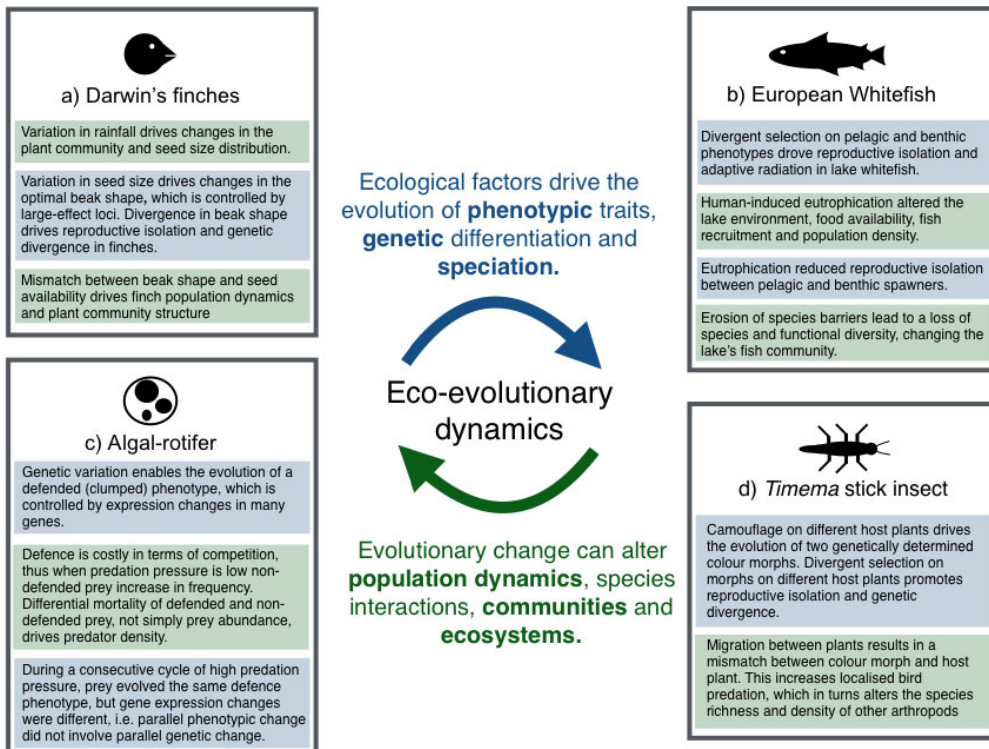 a) Darwin's finches
Variation in rainfall drives changes in the
plant community and seed size distribution.
Variation in seed size drives changes in the
optimal beak shape, which is controlled by
large-effect loci. Divergence in beak shape
drives reproductive isolation and genetic
divergence in finches.
Mismatch between beak shape and seed
availability drives finch population dynamics
and plant community structure
b) European Whitefish
Divergent selection on pelagic and benthic
phenotypes drove reproductive isolation and
adaptive radiation in lake whitefish.
Human-induced eutrophication altered the
lake environment, food availability, fish
recruitment and population density.
Eutrophication reduced reproductive isolation
between pelagic and benthic spawners.
Erosion of species barriers lead to a loss of
species and functional diversity, changing the
lake's fish community.
Ecological factors drive the
evolution of phenotypic traits,
genetic differentiation and
speciation.
Eco-evolutionary
dynamics
Evolutionary change can alter
population dynamics, species
interactions, communities and
ecosystems.
c) Algal-rotifer
Genetic variation enables the evolution of a
defended (clumped) phenotype, which is
controlled by expression changes in many
genes.
Defence is costly in terms of competition,
thus when predation pressure is low non-
defended prey increase in frequency.
Differential mortality of defended and non-
defended prey, not simply prey abundance,
drives predator density.
During a consecutive cycle of high predation
pressure, prey evolved the same defence
phenotype, but gene expression changes
were different, i.e. parallel phenotypic change
did not involve parallel genetic change.
d) Timema stick insect
Camouflage on different host plants drives
the evolution of two genetically determined
colour morphs. Divergent selection on
morphs on different host plants promotes
reproductive isolation and genetic
divergence.
Migration between plants results in a
mismatch between colour morph and host
plant. This increases localised bird
predation, which in turns alters the species
richness and density of other arthropods